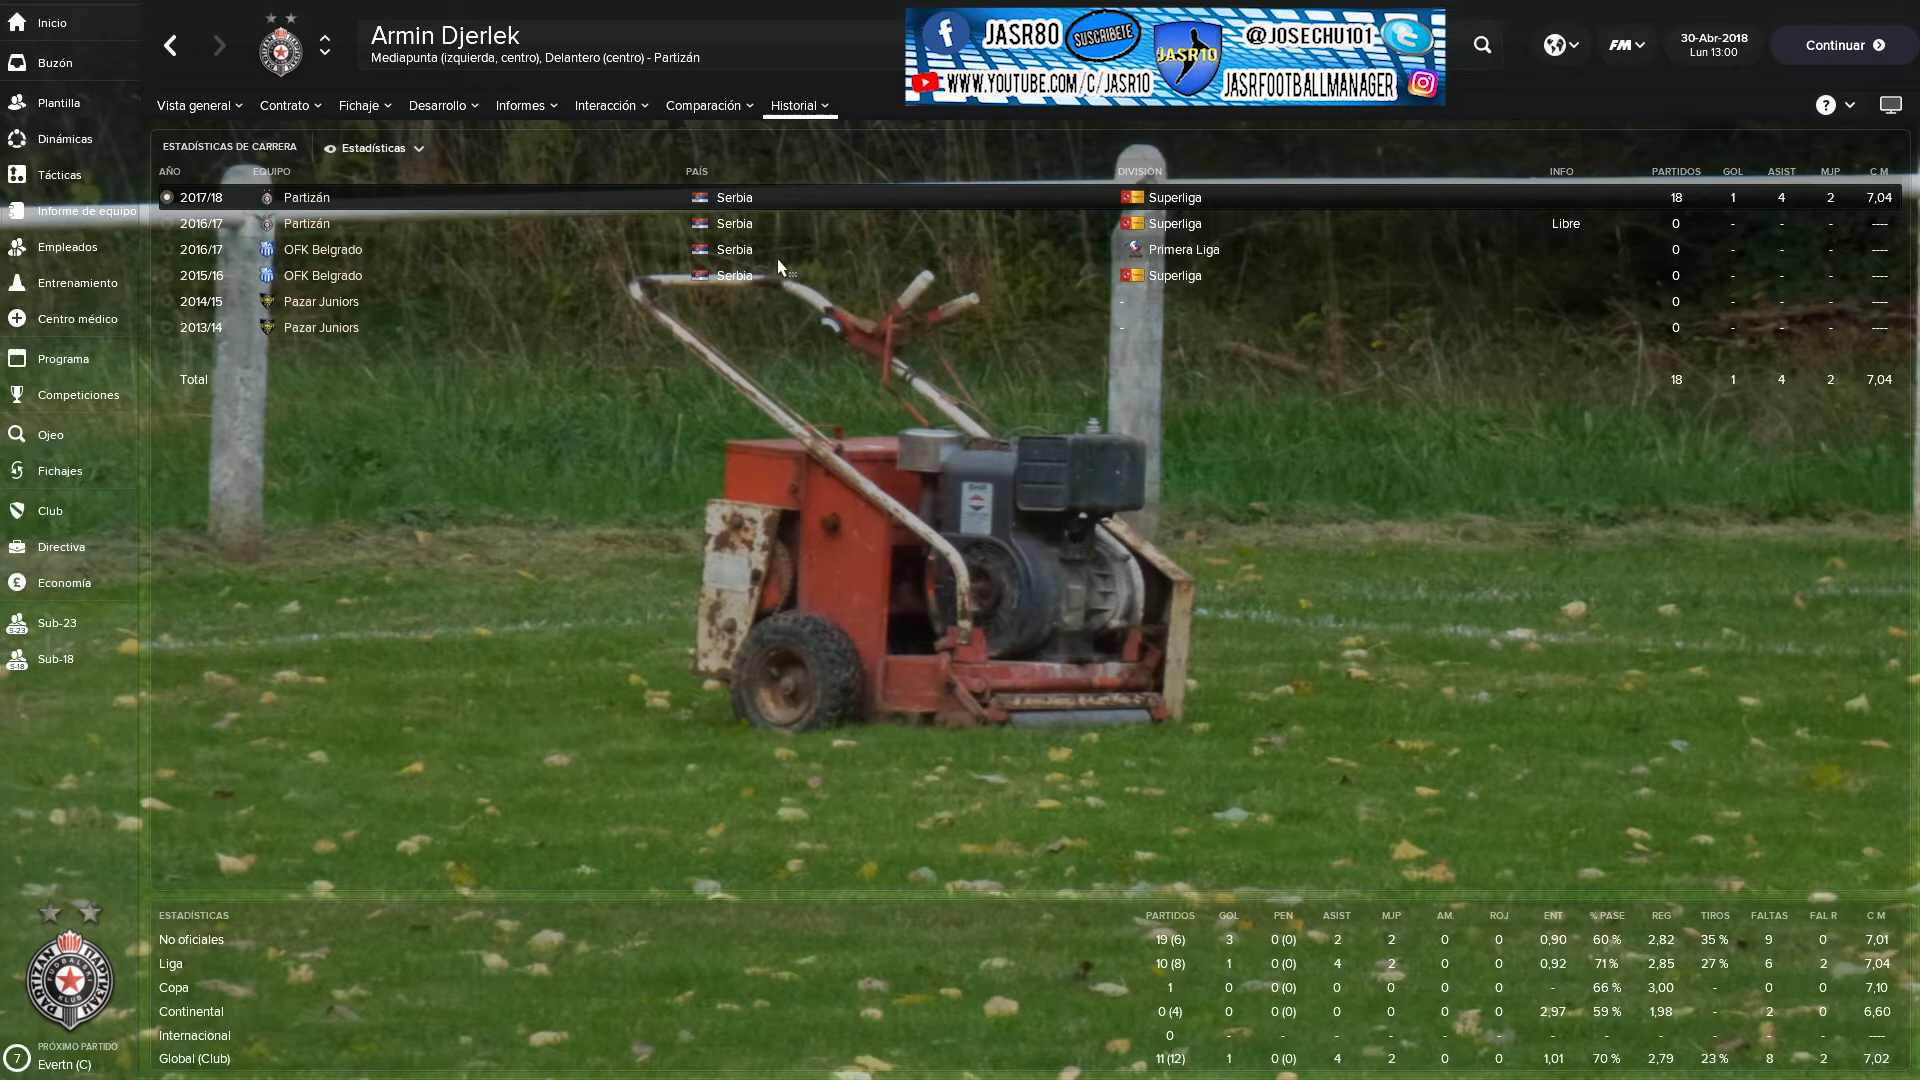 Inicio
Armin Djerlek
Mediapunta (izquierda, centro), Delantero (centro) - Partizán
JASR80
SUSCRIBETE
JASR10
@JOSECHU101
WWW.YOUTUBE.COM/C/JASR10
JASRFOOTBALLMANAGER
30-Abr-2018
Lun 13:00
FM
Continuar
Buzón
Vista general
Contrato
Fichaje
Desarrollo
Informes
Interacción
Comparación
Historial
?
Plantilla
Dinámicas
Tácticas
Informe de equipo
Empleados
Entrenamiento
Centro médico
Programa
Competiciones
Ojeo
Fichajes
Club
Directiva
Economía
Sub-23
S-23
Sub-18
S-18
ESTADÍSTICAS DE CARRERA
Estadísticas
AÑO EQUIPO PAÍS DIVISIÓN INFO PARTIDOS GOL ASIST MJP C M
2017/18 Partizán Serbia Superliga 18 1 4 2 7,04
2016/17 Partizán Serbia Superliga Libre 0 - - - ----
2016/17 OFK Belgrado Serbia Primera Liga 0 - - - ----
2015/16 OFK Belgrado Serbia Superliga 0 - - - ----
2014/15 Pazar Juniors - 0 - - - ----
2013/14 Pazar Juniors - 0 - - - ----
Total 18 1 4 2 7,04
ESTADÍSTICAS PARTIDOS GOL PEN ASIST MJP AM. ROJ ENT % PASE REG TIROS FALTAS FAL R C M
No oficiales 19 (6) 3 0 (0) 2 2 0 0 0,90 60 % 2,82 35 % 9 0 7,01
Liga 10 (8) 1 0 (0) 4 2 0 0 0,92 71 % 2,85 27 % 6 2 7,04
Copa 1 0 0 (0) 0 0 0 0 - 66 % 3,00 - 0 0 7,10
Continental 0 (4) 0 0 (0) 0 0 0 0 2,97 59 % 1,98 - 2 0 6,60
Internacional 0 - - - - - - - - - - - - ----
Global (Club) 11 (12) 1 0 (0) 4 2 0 0 1,01 70 % 2,79 23 % 8 2 7,02
PARTIZAN
ПАРТИЗАН
FUDBALSKI
KLUB
PRÓXIMO PARTIDO
7
Evertn (C)